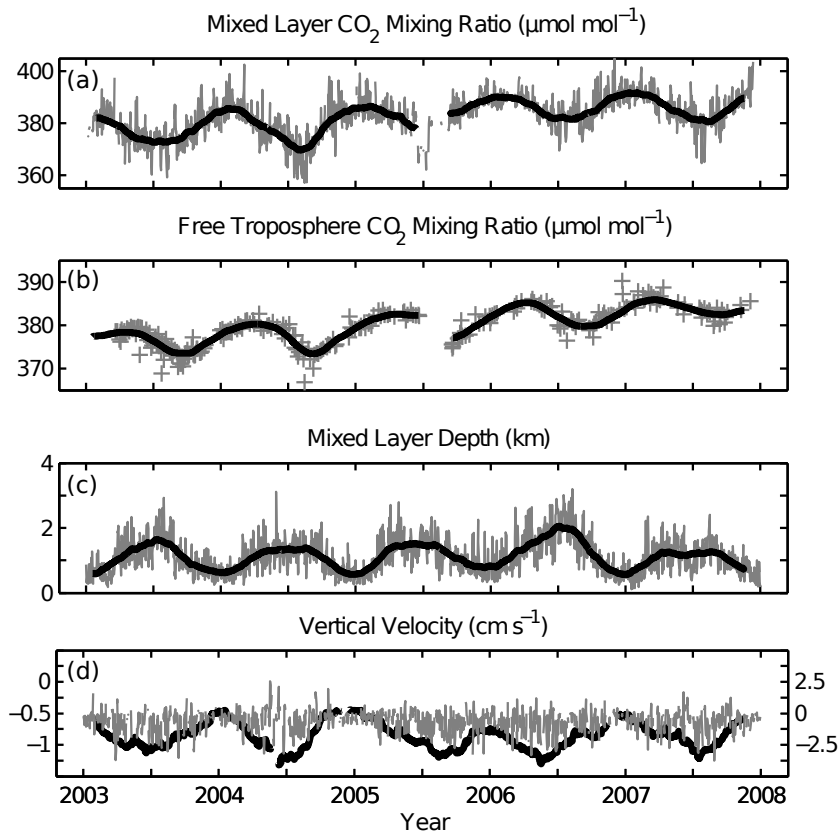 Mixed Layer CO₂ Mixing Ratio (μmol mol⁻¹)
400
(a)
380
360
Free Troposphere CO₂ Mixing Ratio (μmol mol⁻¹)
390
(b)
380
370
Mixed Layer Depth (km)
4
(c)
2
0
Vertical Velocity (cm s⁻¹)
(d)
0
2.5
−0.5
0
−1
−2.5
2003 2004 2005 2006 2007 2008
Year